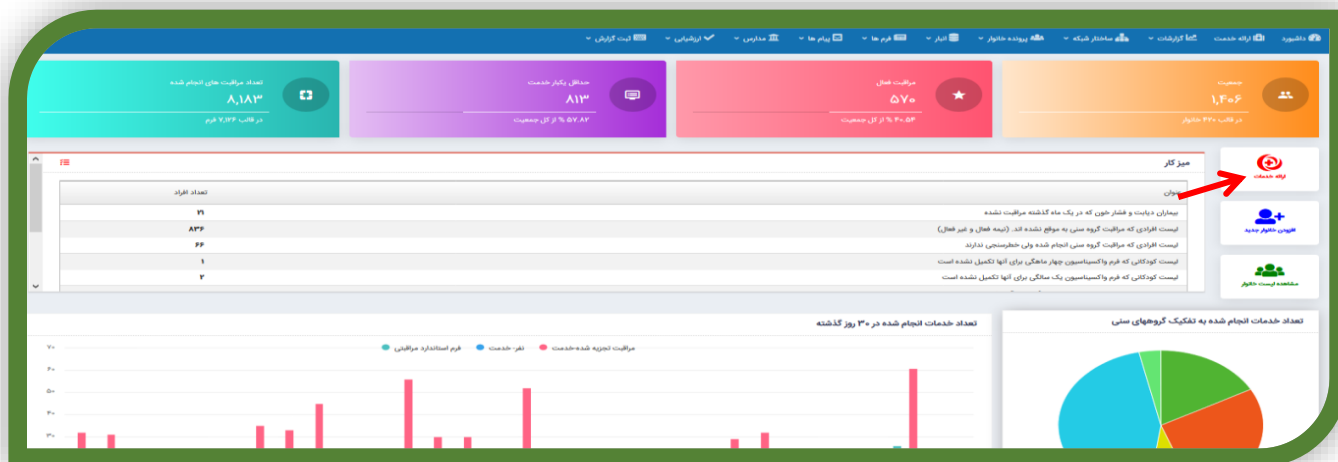 داشبورد ارائه خدمت گزارشات ساختار شبکه پرونده خانوار انبار فرم ها پیام ها مدارس ارزشیابی ثبت گزارش
جمعیت
۱,۴۰۶
در قالب ۴۲۰ خانوار
مراقبت فعال
۵۷۰
۴۰.۵۴ % از کل جمعیت
حداقل یکبار خدمت
۸۱۳
۵۷.۸۲ % از کل جمعیت
تعداد مراقبت های انجام شده
۸,۱۸۳
در قالب ۷,۱۲۴ فرم
ارائه خدمات
افزودن خانوار جدید
مشاهده لیست خانوار
میز کار
عنوان تعداد افراد
بیماران دیابت و فشار خون که در یک ماه گذشته مراقبت نشده ۲۱
لیست افرادی که مراقبت گروه سنی به موقع نشده اند. (نیمه فعال و غیر فعال) ۸۳۶
لیست افرادی که مراقبت گروه سنی انجام شده ولی خطرسنجی ندارند ۶۶
لیست کودکانی که فرم واکسیناسیون چهار ماهگی برای آنها تکمیل نشده است ۱
لیست کودکانی که فرم واکسیناسیون یک سالگی برای آنها تکمیل نشده است ۲
تعداد خدمات انجام شده به تفکیک گروههای سنی
تعداد خدمات انجام شده در ۳۰ روز گذشته
مراقبت تجزیه شده-خدمت نفر- خدمت فرم استاندارد مراقبتی
۷۰
۶۰
۵۰
۴۰
۳۰